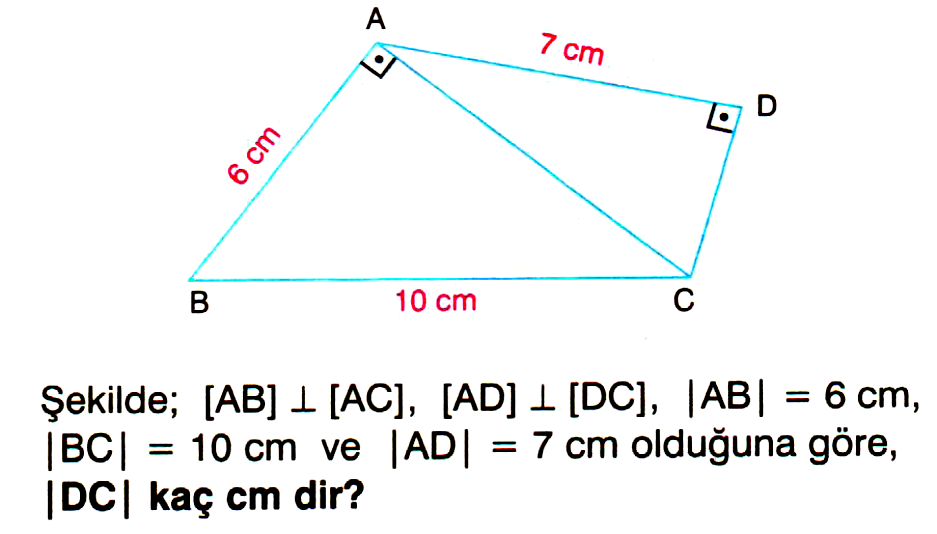 A
7 cm
D
6 cm
B
10 cm
C
Şekilde; [AB] ⊥ [AC], [AD] ⊥ [DC], |AB| = 6 cm,
|BC| = 10 cm ve |AD| = 7 cm olduğuna göre,
|DC| kaç cm dir?